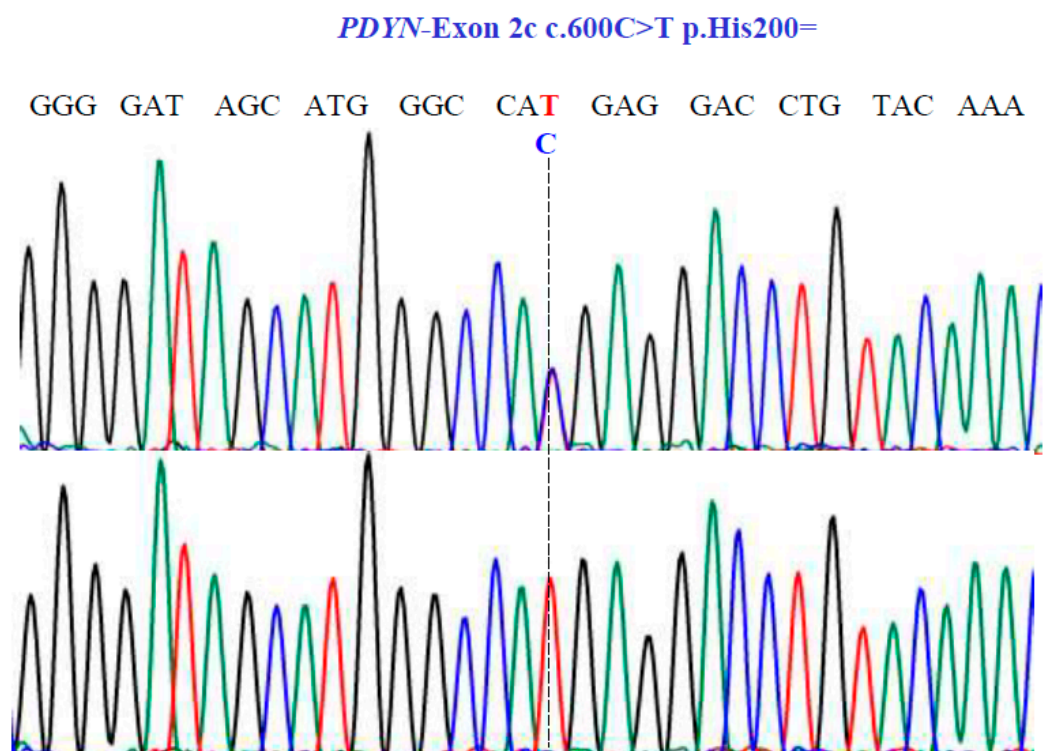 PDYN-Exon 2c c.600C>T p.His200=
GGG GAT AGC ATG GGC CAT GAG GAC CTG TAC AAA
C